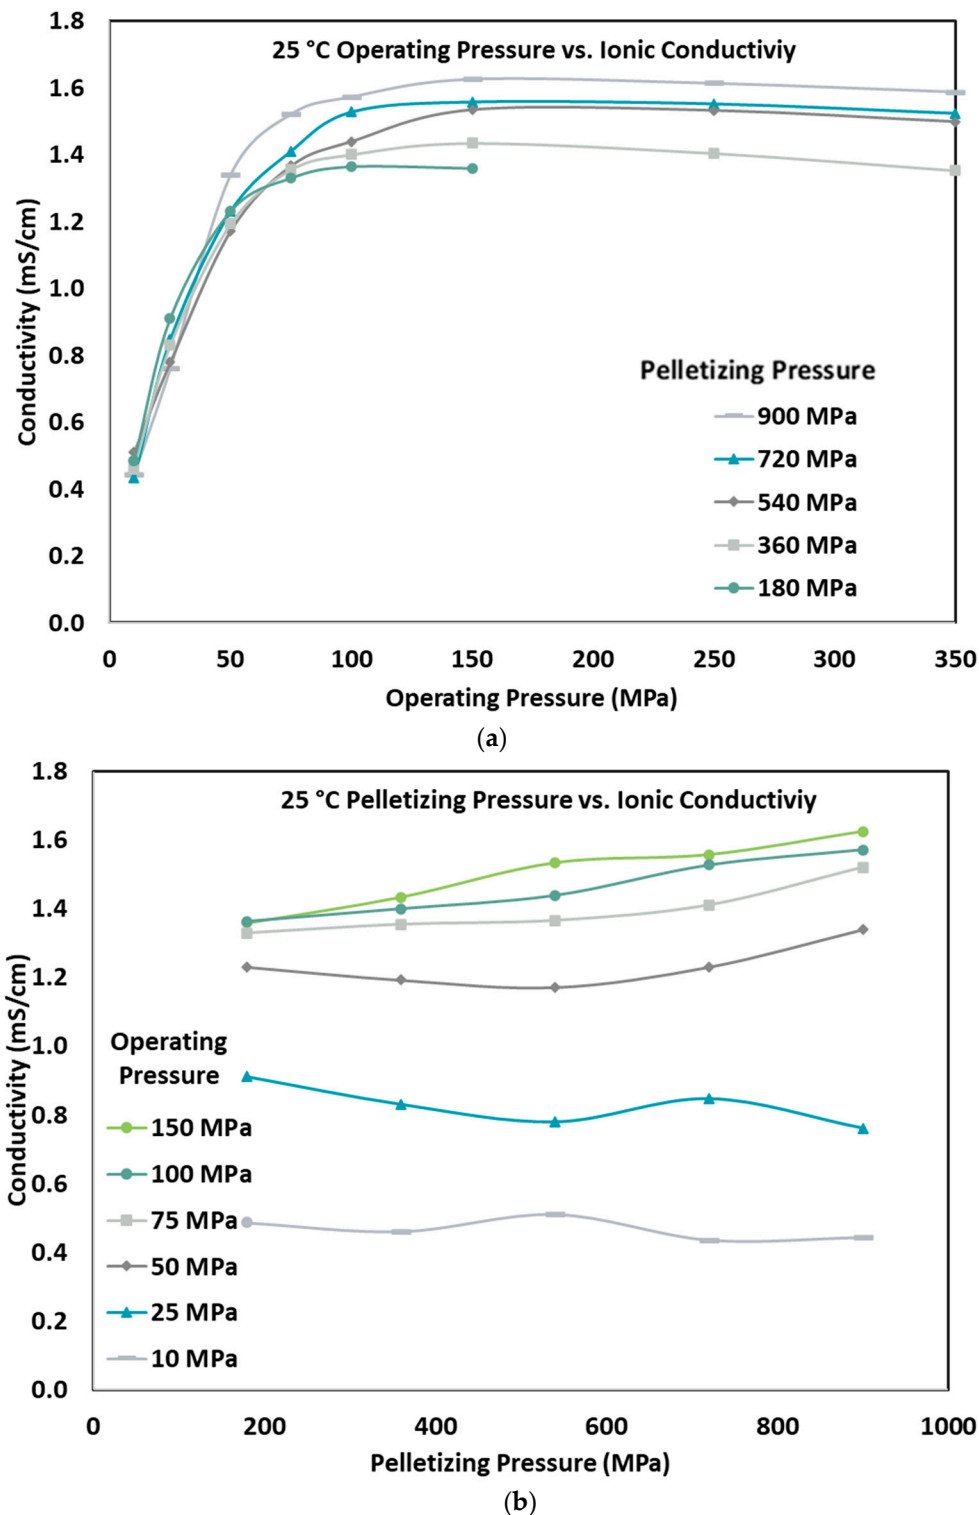 25 °C Operating Pressure vs. Ionic Conductiviy
1.8
1.6
1.4
1.2
1.0
0.8
0.6
0.4
0.2
0.0
Conductivity (mS/cm)
Pelletizing Pressure
900 MPa
720 MPa
540 MPa
360 MPa
180 MPa
0 50 100 150 200 250 300 350
Operating Pressure (MPa)
(a)
25 °C Pelletizing Pressure vs. Ionic Conductiviy
1.8
1.6
1.4
1.2
1.0
0.8
0.6
0.4
0.2
0.0
Conductivity (mS/cm)
Operating
Pressure
150 MPa
100 MPa
75 MPa
50 MPa
25 MPa
10 MPa
0 200 400 600 800 1000
Pelletizing Pressure (MPa)
(b)